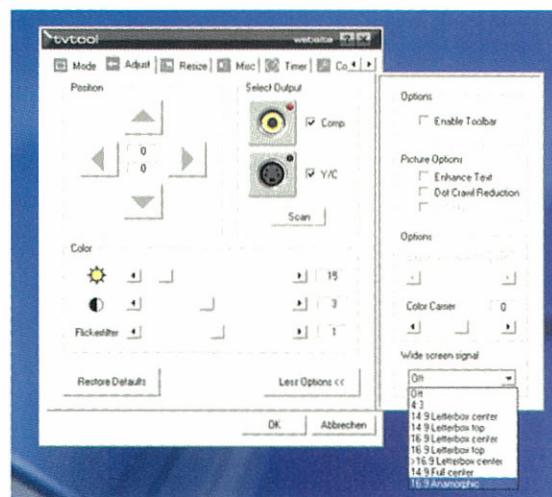 tvtool
website ? X
Mode Adjust Resize Misc Timer Co
Position
0
0
Select Output
Comp.
Y/C
Scan
Color
15
3
Flickerfilter 1
Restore Defaults
Less Options <<
OK Abbrechen
Options
Enable Toolbar
Picture Options
Enhance Text
Dot Crawl Reduction
Options
Color Carrier 0
Wide screen signal
Off
Off
4:3
14:9 Letterbox center
14:9 Letterbox top
16:9 Letterbox center
16:9 Letterbox top
>16:9 Letterbox center
14:9 Full center
16:9 Anamorphic